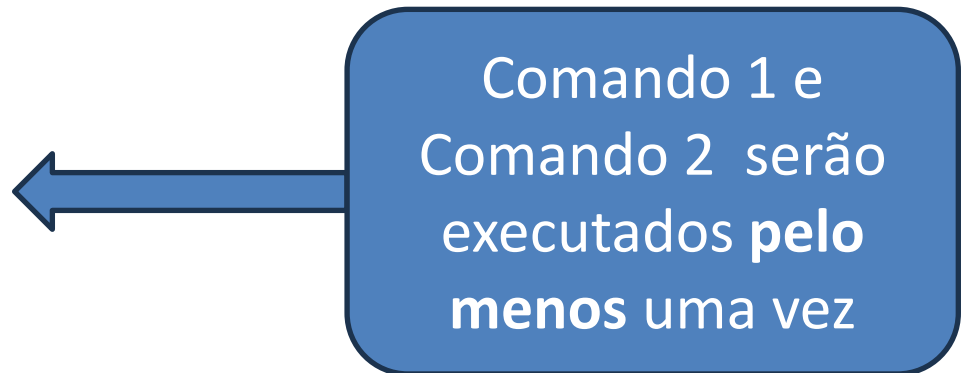 Comando 1 e
Comando 2 serão
executados pelo
menos uma vez